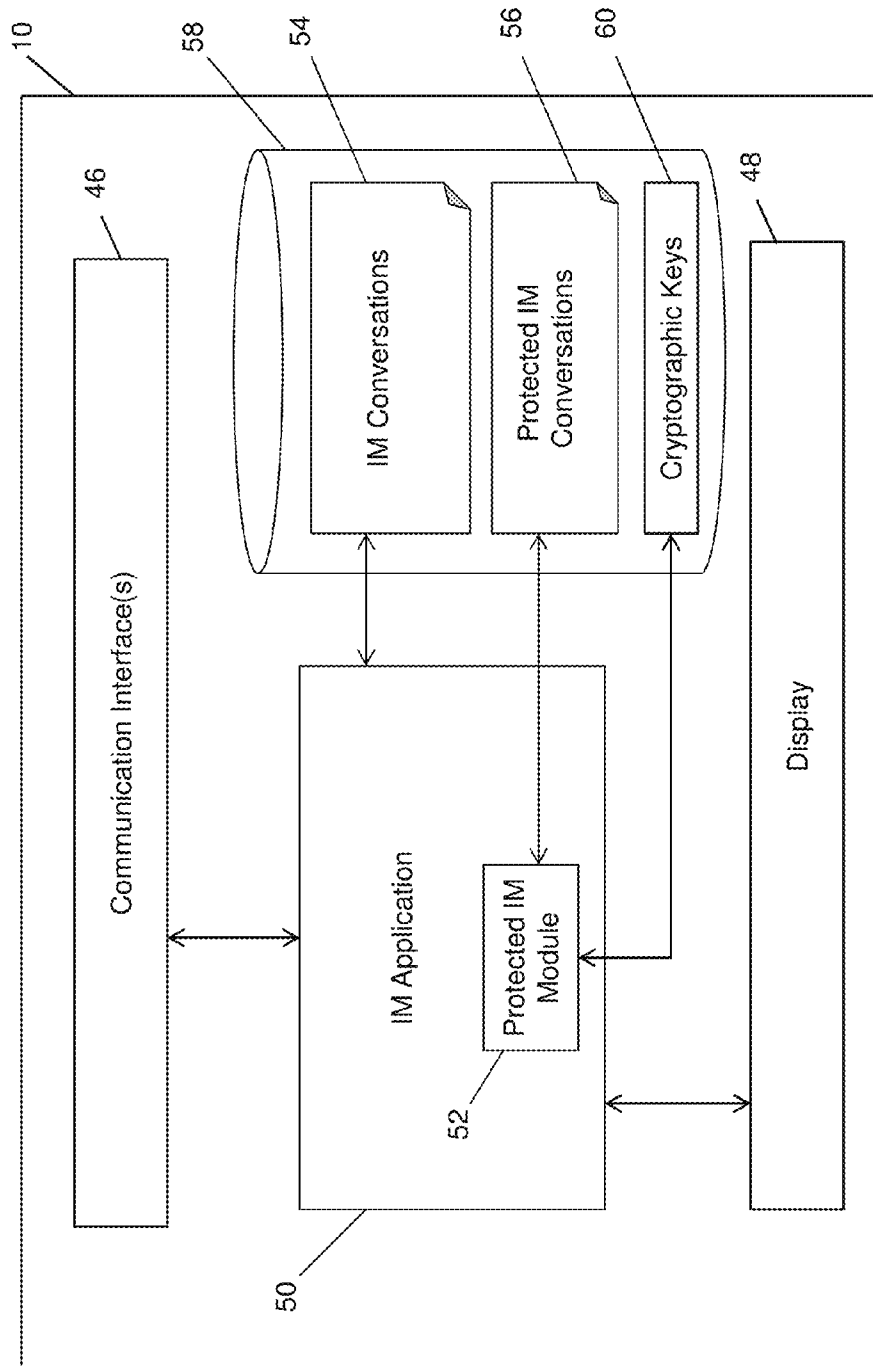 10
46
Communication Interface(s)
58
54
IM Conversations
56
Protected IM
Conversations
60
Cryptographic Keys
50
IM Application
52
Protected IM
Module
48
Display